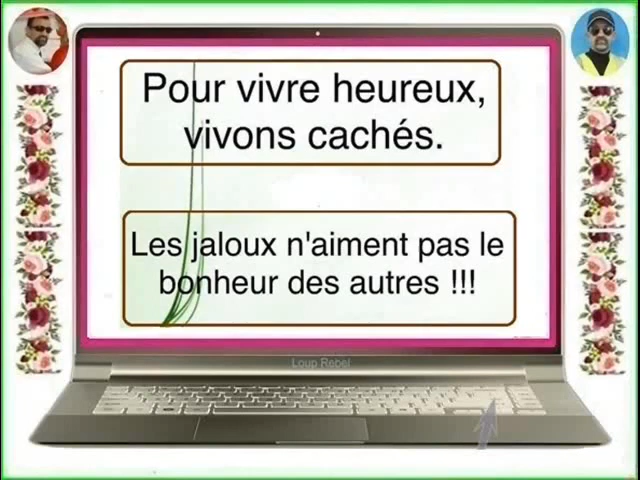 Pour vivre heureux,
vivons cachés.
Les jaloux n'aiment pas le
bonheur des autres !!!
Loup Rebel